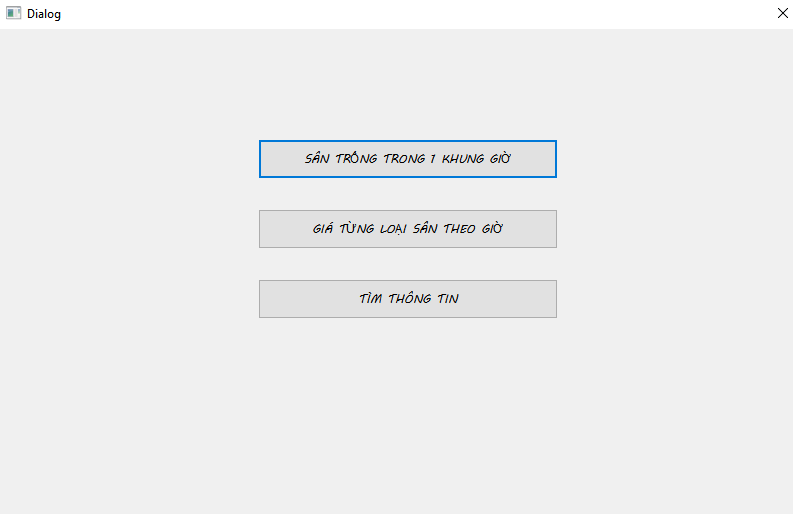 Dialog
SÂN TRỐNG TRONG 1 KHUNG GIỜ
GIÁ TỪNG LOẠI SÂN THEO GIỜ
TÌM THÔNG TIN